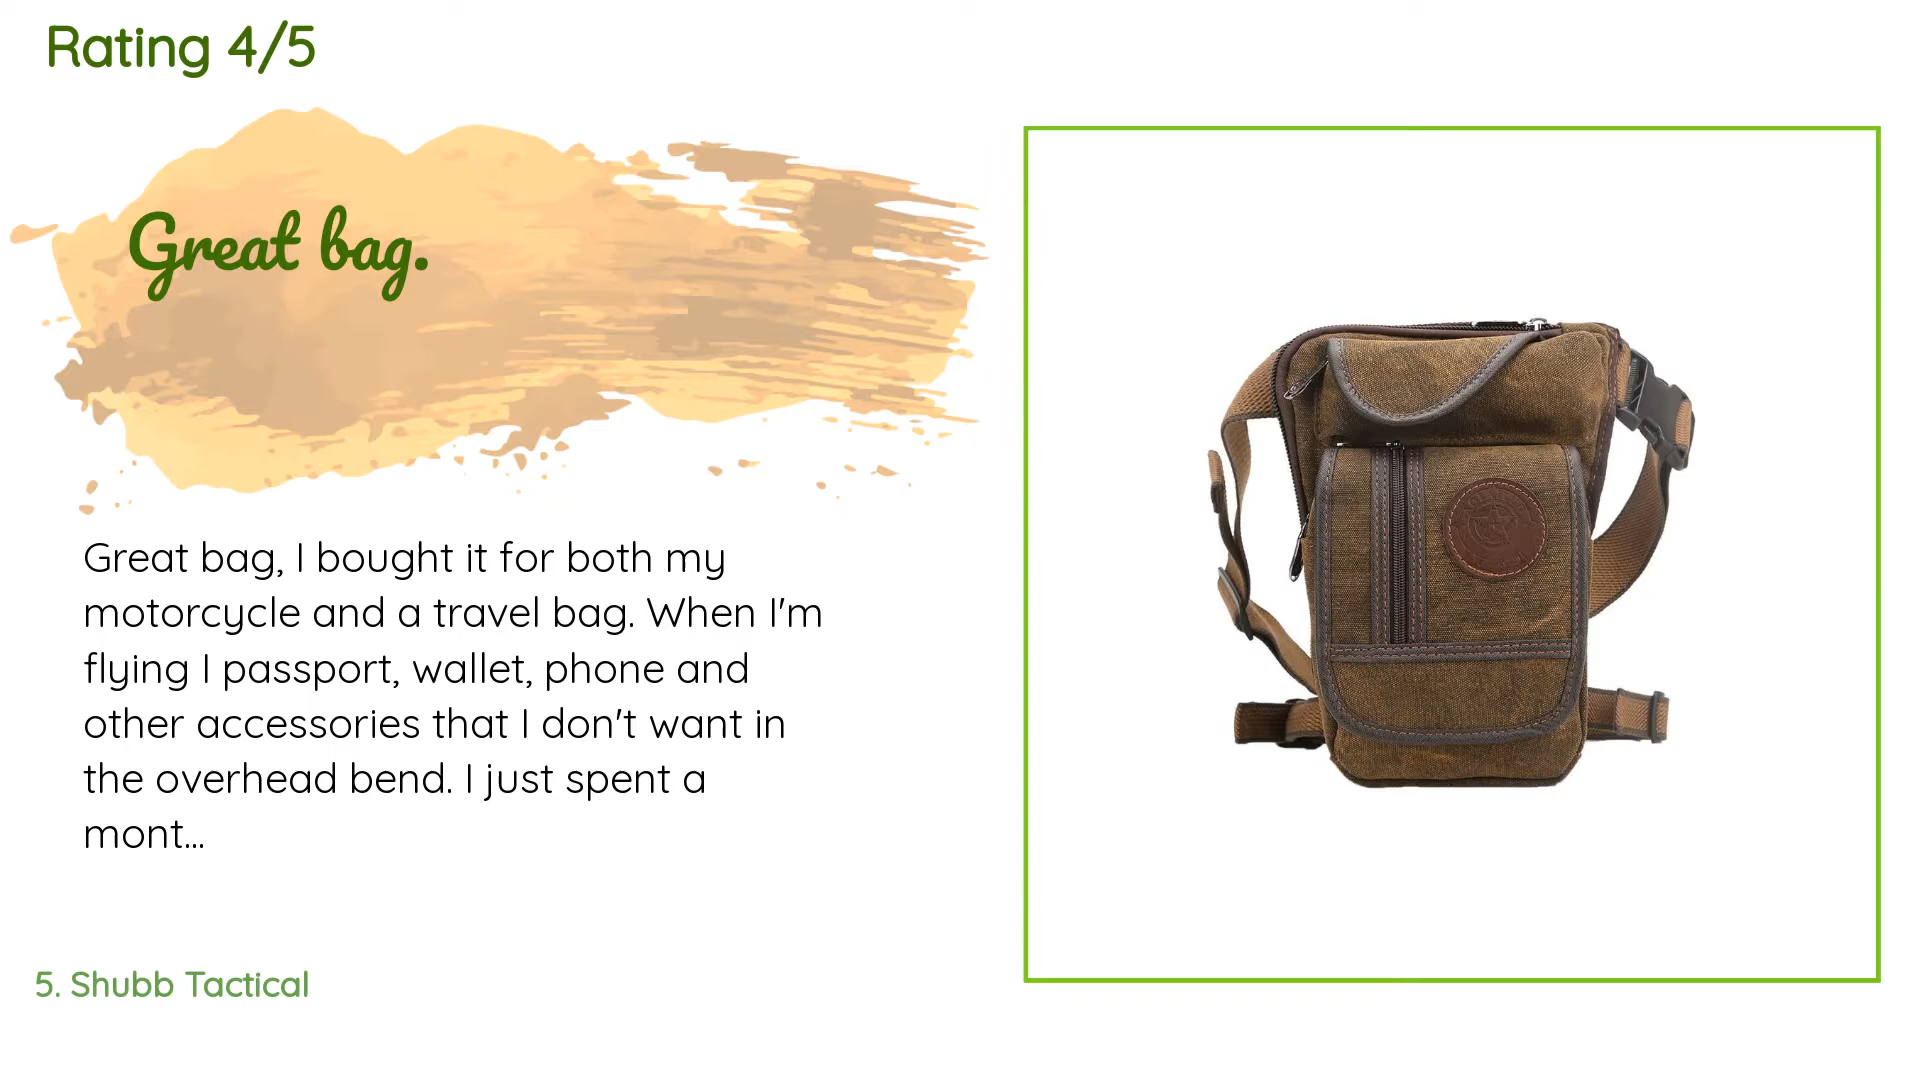 Rating 4/5
Great bag.
Great bag, I bought it for both my
motorcycle and a travel bag. When I'm
flying I passport, wallet, phone and
other accessories that I don't want in
the overhead bend. I just spent a
mont...
5. Shubb Tactical